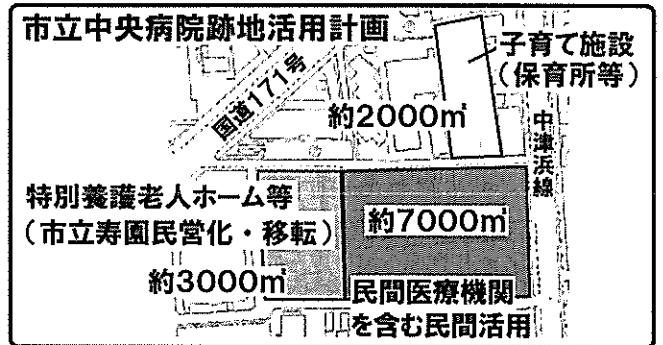 市立中央病院跡地活用計画
子育て施設
（保育所等）
国道171号
約2000㎡
中津浜線
特別養護老人ホーム等
（市立寿園民営化・移転）
約7000㎡
約3000㎡
民間医療機関
を含む民間活用